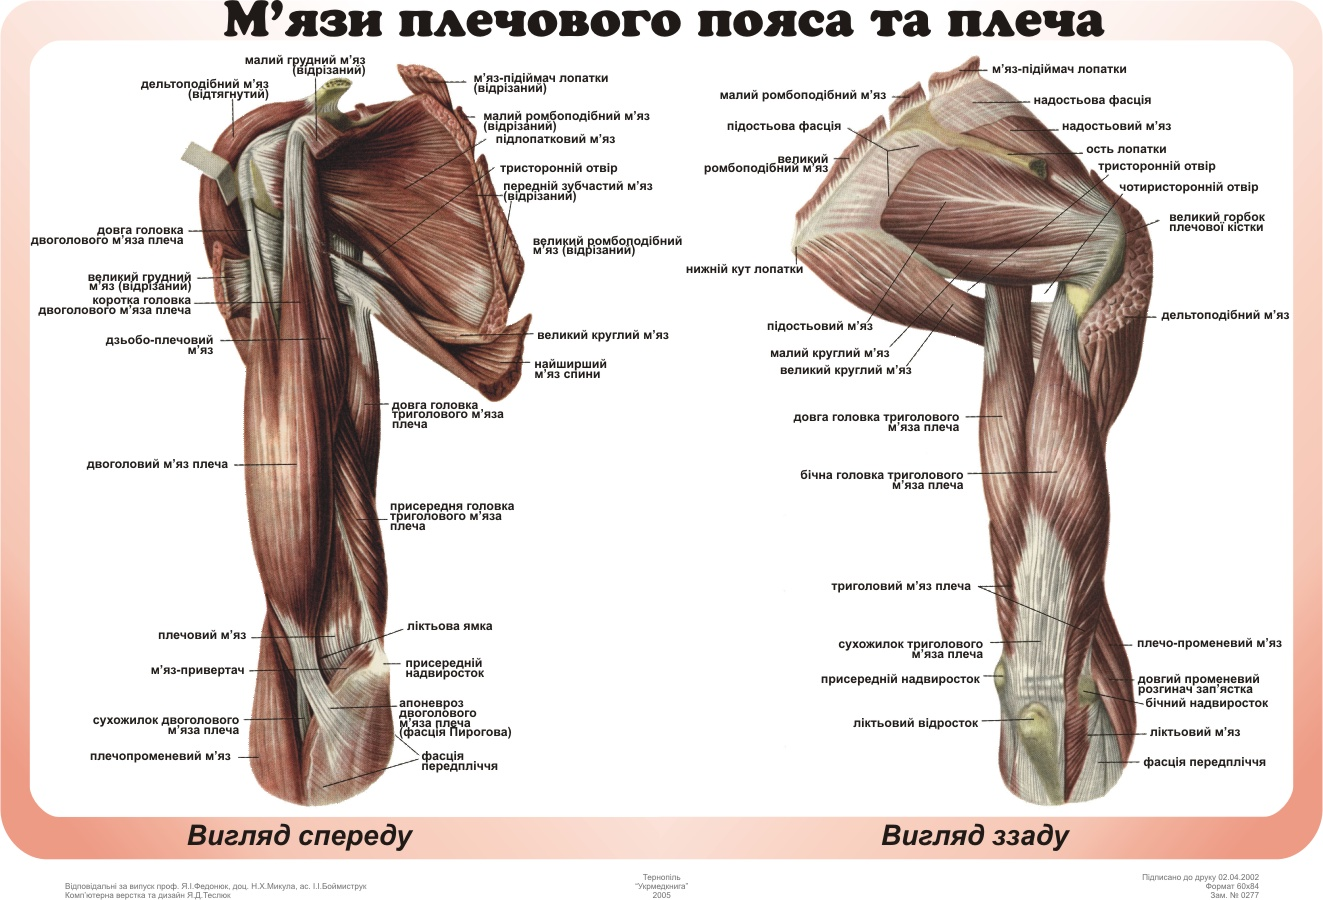 М’язи плечового пояса та плеча
малий грудний м’яз
(відрізаний)
дельтоподібний м’яз
(відтягнутий)
довга головка
двоголового м’яза плеча
великий грудний
м’яз (відрізаний)
коротка головка
двоголового м’яза плеча
дзьобо-плечовий
м’яз
двоголовий м’яз плеча
плечовий м’яз
м’яз-привертач
сухожилок двоголового
м’яза плеча
плечопроменевий м’яз
м’яз-підіймач лопатки
(відрізаний)
малий ромбоподібний м’яз
(відрізаний)
підлопатковий м’яз
тристоронній отвір
передній зубчастий м’яз
(відрізаний)
великий ромбоподібний
м’яз (відрізаний)
великий круглий м’яз
найширший
м’яз спини
довга головка
триголового м’яза
плеча
присередня головка
триголового м’яза
плеча
ліктьова ямка
присередній
надвиросток
апоневроз
двоголового
м’яза плеча
(фасція Пирогова)
фасція
передпліччя
Вигляд спереду
малий ромбоподібний м’яз
підостьова фасція
великий
ромбоподібний м’яз
нижній кут лопатки
підостьовий м’яз
малий круглий м’яз
великий круглий м’яз
довга головка триголового
м’яза плеча
бічна головка триголового
м’яза плеча
триголовий м’яз плеча
сухожилок триголового
м’яза плеча
присередній надвиросток
ліктьовий відросток
м’яз-підіймач лопатки
надостьова фасція
надостьовий м’яз
ость лопатки
тристоронній отвір
чотиристоронній отвір
великий горбок
плечової кістки
дельтоподібний м’яз
плечо-променевий м’яз
довгий променевий
розгинач зап’ястка
бічний надвиросток
ліктьовий м’яз
фасція передпліччя
Вигляд ззаду
Відповідальні за випуск проф. Я.І.Федонюк, доц. Н.Х.Микула, ас. І.І.Боймиструк
Комп’ютерна верстка та дизайн Я.Д.Теслюк
Тернопіль
“Укрмедкнига”
2005
Підписано до друку 02.04.2002
Формат 60х84
Зам. № 0277